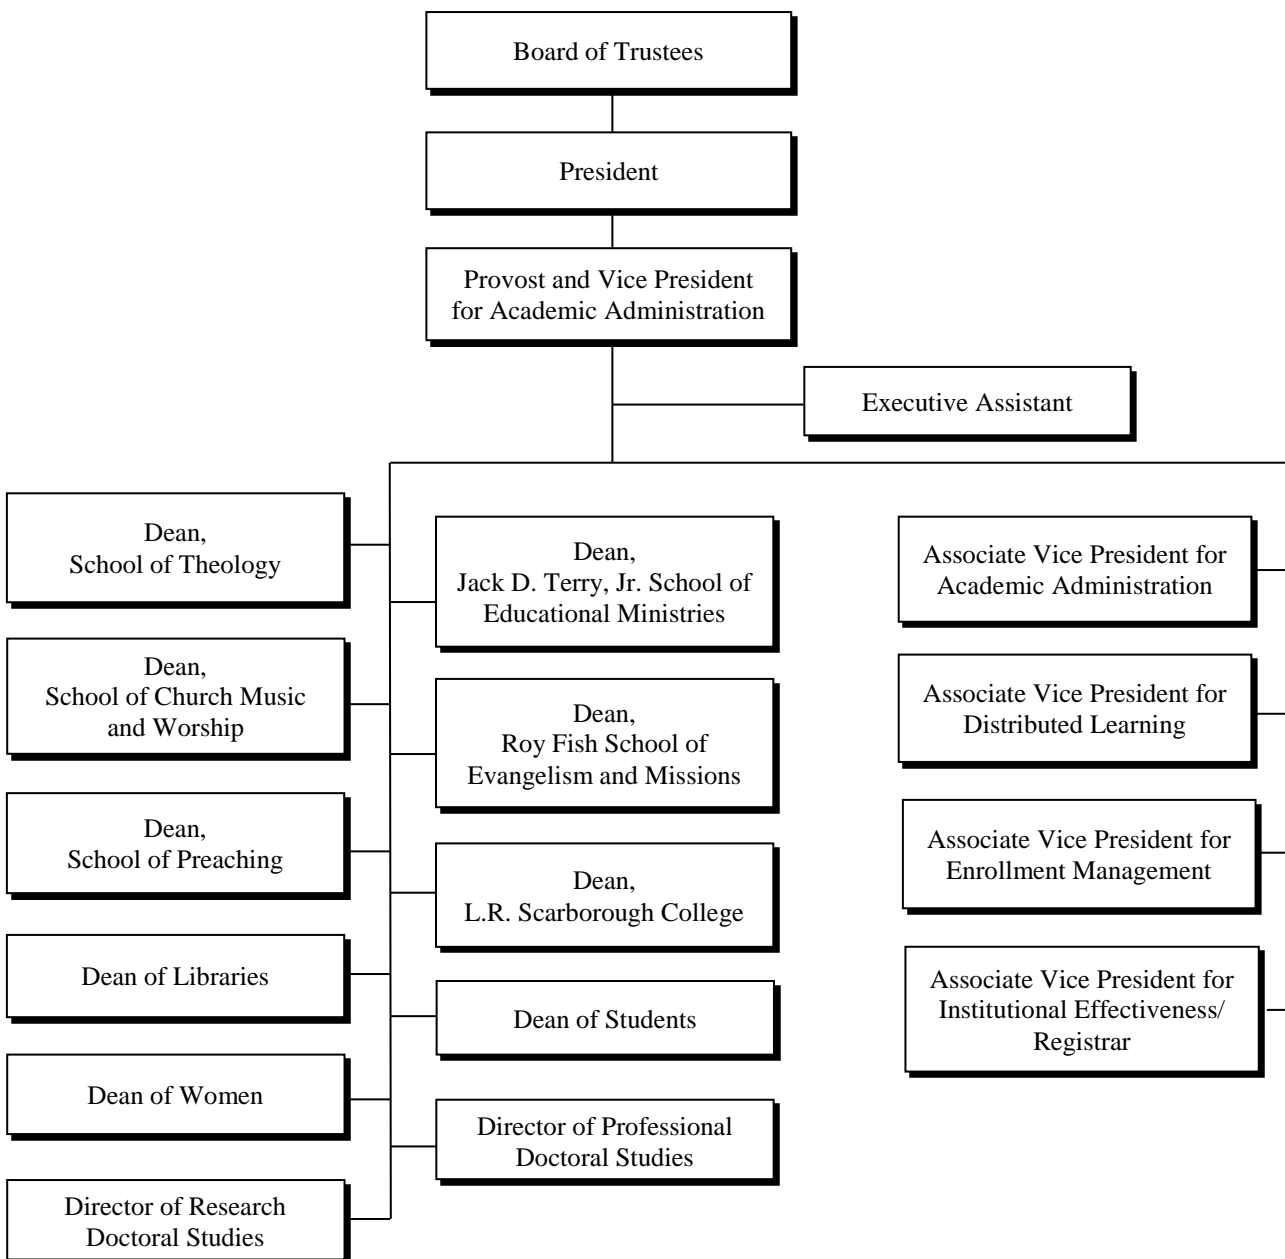 Board of Trustees
President
Provost and Vice President
for Academic Administration
Executive Assistant
Dean,
School of Theology
Dean,
School of Church Music
and Worship
Dean,
School of Preaching
Dean of Libraries
Dean of Women
Director of Research
Doctoral Studies
Dean,
Jack D. Terry, Jr. School of
Educational Ministries
Dean,
Roy Fish School of
Evangelism and Missions
Dean,
L.R. Scarborough College
Dean of Students
Director of Professional
Doctoral Studies
Associate Vice President for
Academic Administration
Associate Vice President for
Distributed Learning
Associate Vice President for
Enrollment Management
Associate Vice President for
Institutional Effectiveness/
Registrar